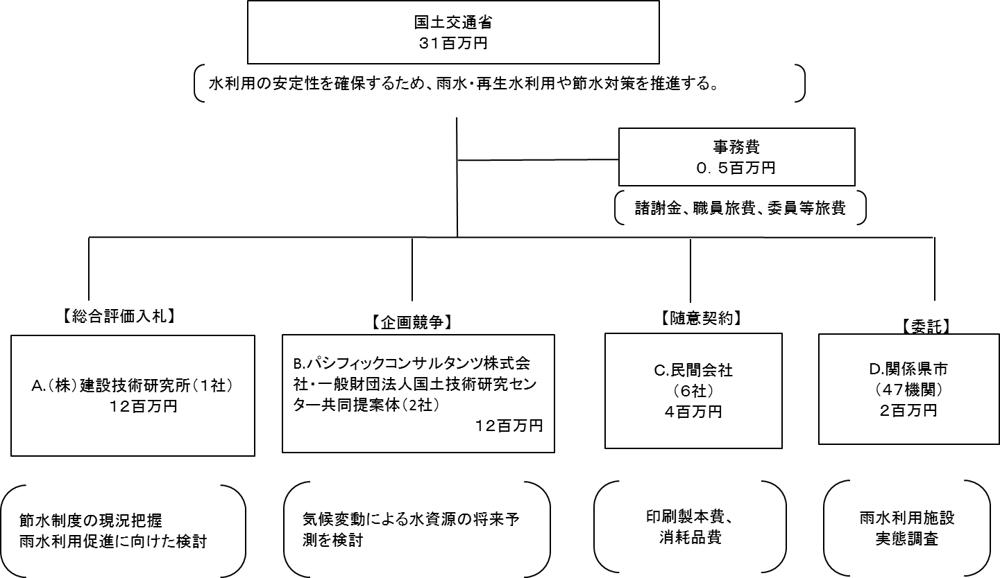 国土交通省
３１百万円
水利用の安定性を確保するため、雨水・再生水利用や節水対策を推進する。
事務費
０．５百万円
諸謝金、職員旅費、委員等旅費
【総合評価入札】
【企画競争】
【随意契約】
【委託】
A.（株）建設技術研究所（１社）
１２百万円
B.パシフィックコンサルタンツ株式会
社・一般財団法人国土技術研究セン
ター共同提案体（2社）
１２百万円
C.民間会社
（６社）
４百万円
D.関係県市
（４７機関）
２百万円
節水制度の現況把握
雨水利用促進に向けた検討
気候変動による水資源の将来予
測を検討
印刷製本費、
消耗品費
雨水利用施設
実態調査